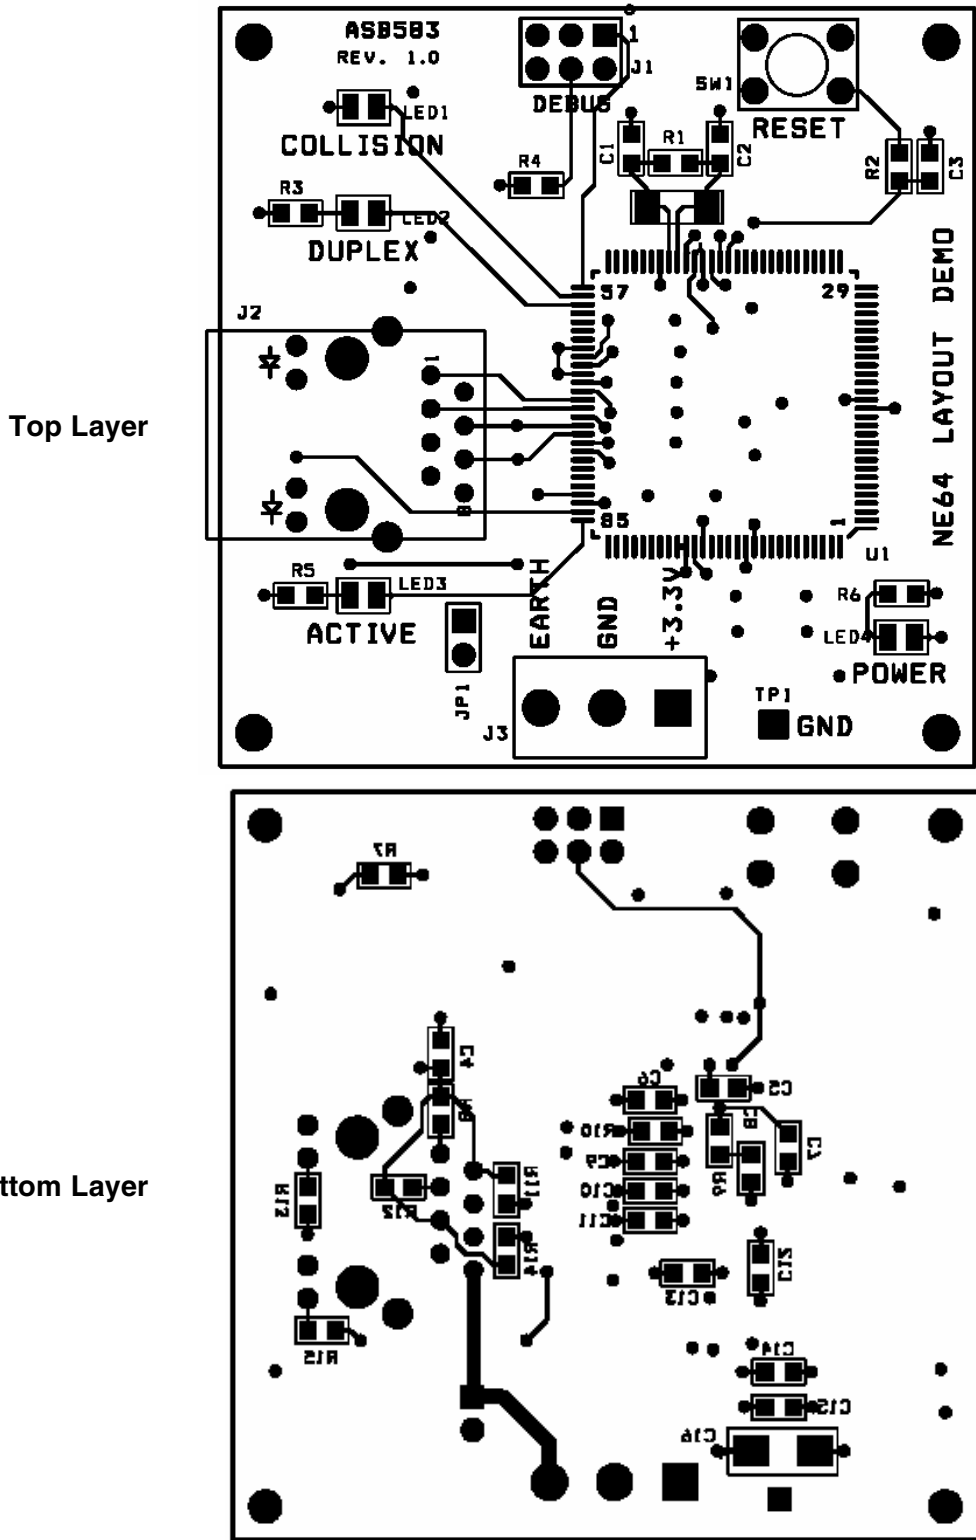 ASB583
REV. 1.0
1
J1
DEBUG
SW1
RESET
LED1
COLLISION
R4
C1
R1
C2
R2
C3
R3
LED2
DUPLEX
J2
1
8
57
29
85
1
U1
NE64 LAYOUT DEMO
Top Layer
R5
LED3
ACTIVE
JP1
EARTH
GND
+3.3V
J3
R6
LED4
POWER
TP1
GND
R7
C4
R8
C6
C5
R10
C8
C7
C9
R9
C10
C11
R11
R12
R13
R14
C12
C13
R15
C14
C15
C16
ttom Layer